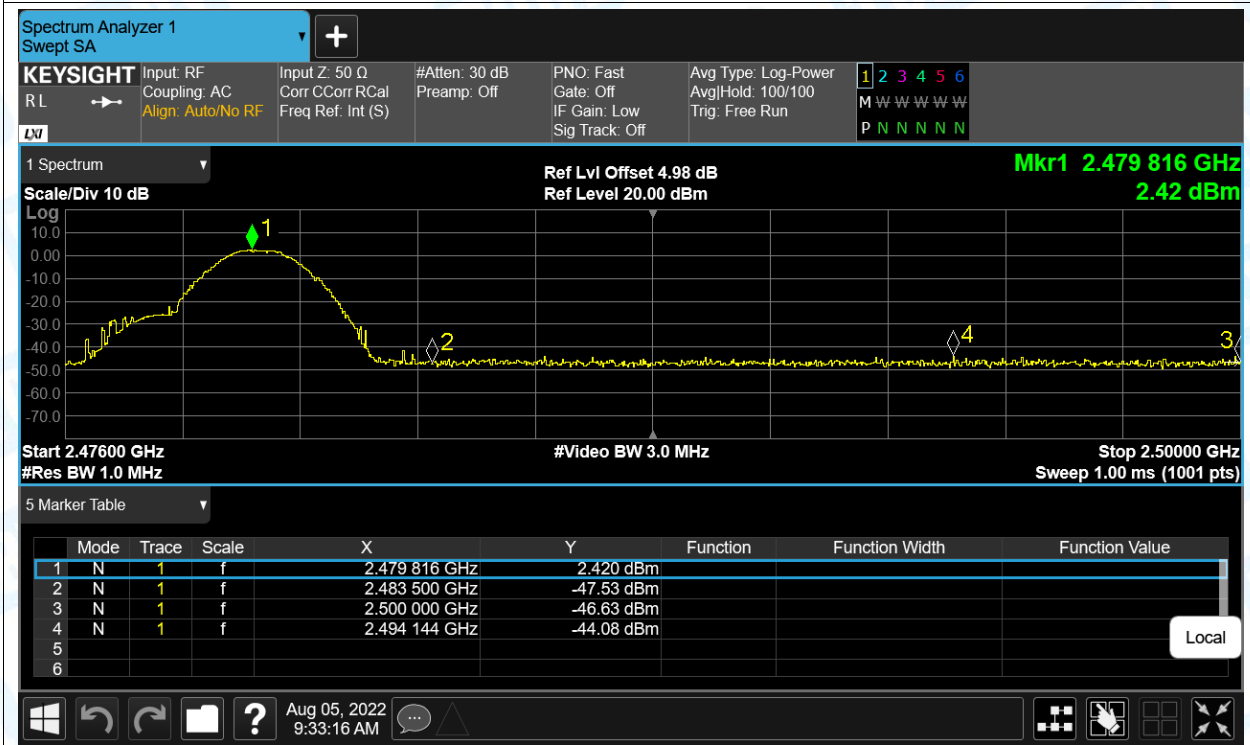 Spectrum Analyzer 1
Swept SA
+
KEYSIGHT
R L
LXI
Input: RF
Coupling: AC
Align: Auto/No RF
Input Z: 50 Ω
Corr CCorr RCal
Freq Ref: Int (S)
#Atten: 30 dB
Preamp: Off
PNO: Fast
Gate: Off
IF Gain: Low
Sig Track: Off
Avg Type: Log-Power
Avg|Hold: 100/100
Trig: Free Run
1 2 3 4 5 6
M W W W W W
P N N N N N
1 Spectrum
Scale/Div 10 dB
Ref Lvl Offset 4.98 dB
Ref Level 20.00 dBm
Mkr1 2.479 816 GHz
2.42 dBm
Log
10.0
0.00
-10.0
-20.0
-30.0
-40.0
-50.0
-60.0
-70.0
1
2
4
3
Start 2.47600 GHz
#Res BW 1.0 MHz
#Video BW 3.0 MHz
Stop 2.50000 GHz
Sweep 1.00 ms (1001 pts)
5 Marker Table
Mode Trace Scale X Y Function Function Width Function Value
1 N 1 f 2.479 816 GHz 2.420 dBm
2 N 1 f 2.483 500 GHz -47.53 dBm
3 N 1 f 2.500 000 GHz -46.63 dBm
4 N 1 f 2.494 144 GHz -44.08 dBm
5
6
Local
?
Aug 05, 2022
9:33:16 AM